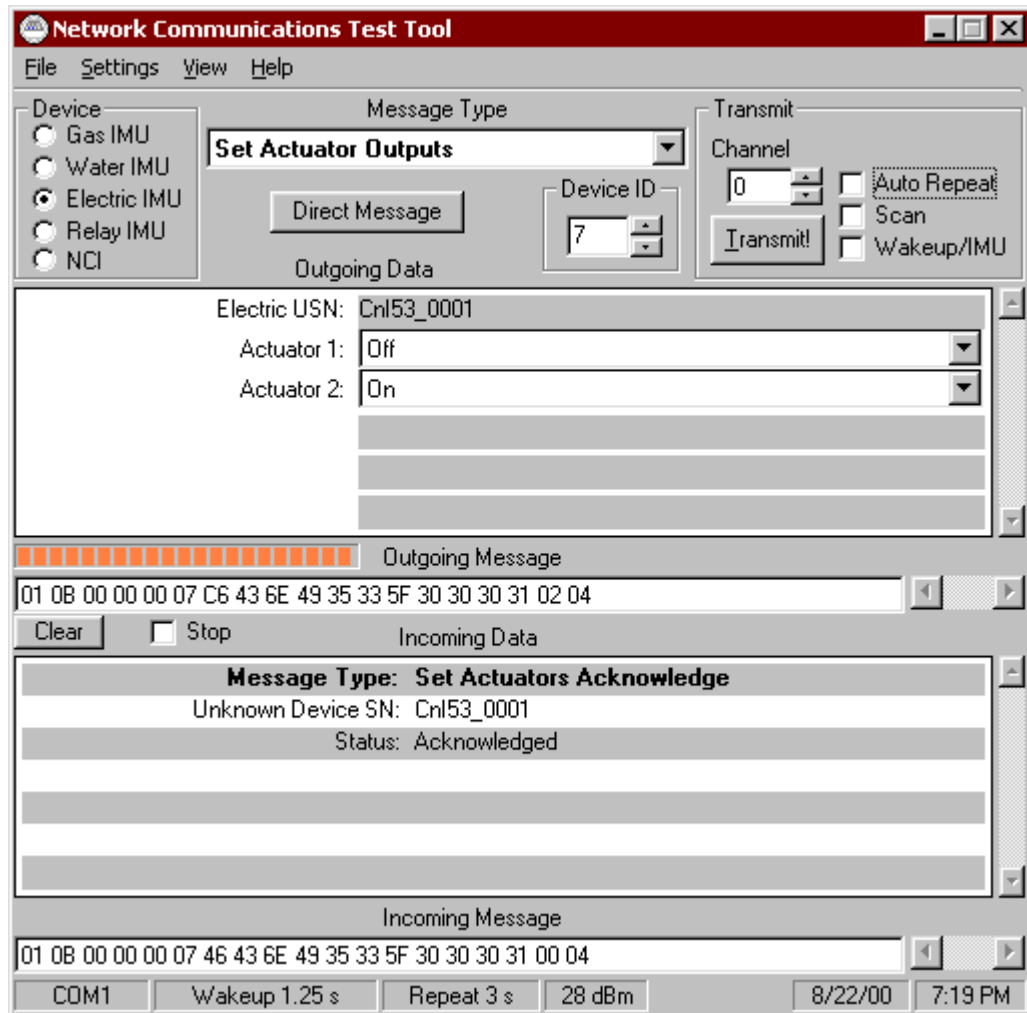 Network Communications Test Tool
File Settings View Help
Device
Gas IMU
Water IMU
Electric IMU
Relay IMU
NCI
Message Type
Set Actuator Outputs
Direct Message
Device ID
7
Outgoing Data
Transmit
Channel
0
Transmit!
Auto Repeat
Scan
Wakeup/IMU
Electric USN: CnI53_0001
Actuator 1: Off
Actuator 2: On
Outgoing Message
01 0B 00 00 00 07 C6 43 6E 49 35 33 5F 30 30 30 31 02 04
Clear Stop Incoming Data
Message Type: Set Actuators Acknowledge
Unknown Device SN: CnI53_0001
Status: Acknowledged
Incoming Message
01 0B 00 00 00 07 46 43 6E 49 35 33 5F 30 30 30 31 00 04
COM1 Wakeup 1.25 s Repeat 3 s 28 dBm 8/22/00 7:19 PM